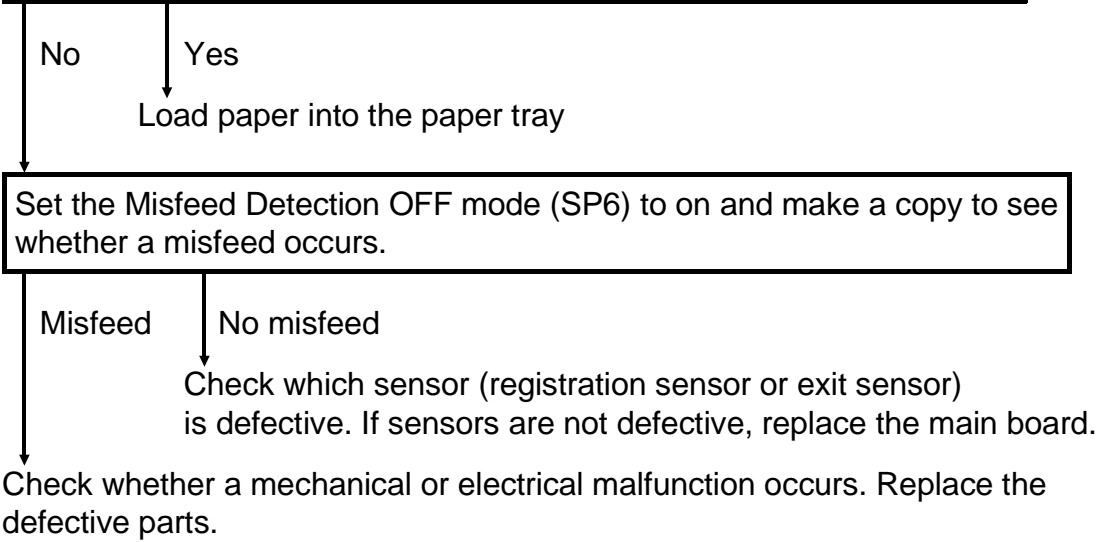 No
Yes
Load paper into the paper tray
Set the Misfeed Detection OFF mode (SP6) to on and make a copy to see
whether a misfeed occurs.
Misfeed
No misfeed
Check which sensor (registration sensor or exit sensor)
is defective. If sensors are not defective, replace the main board.
Check whether a mechanical or electrical malfunction occurs. Replace the
defective parts.